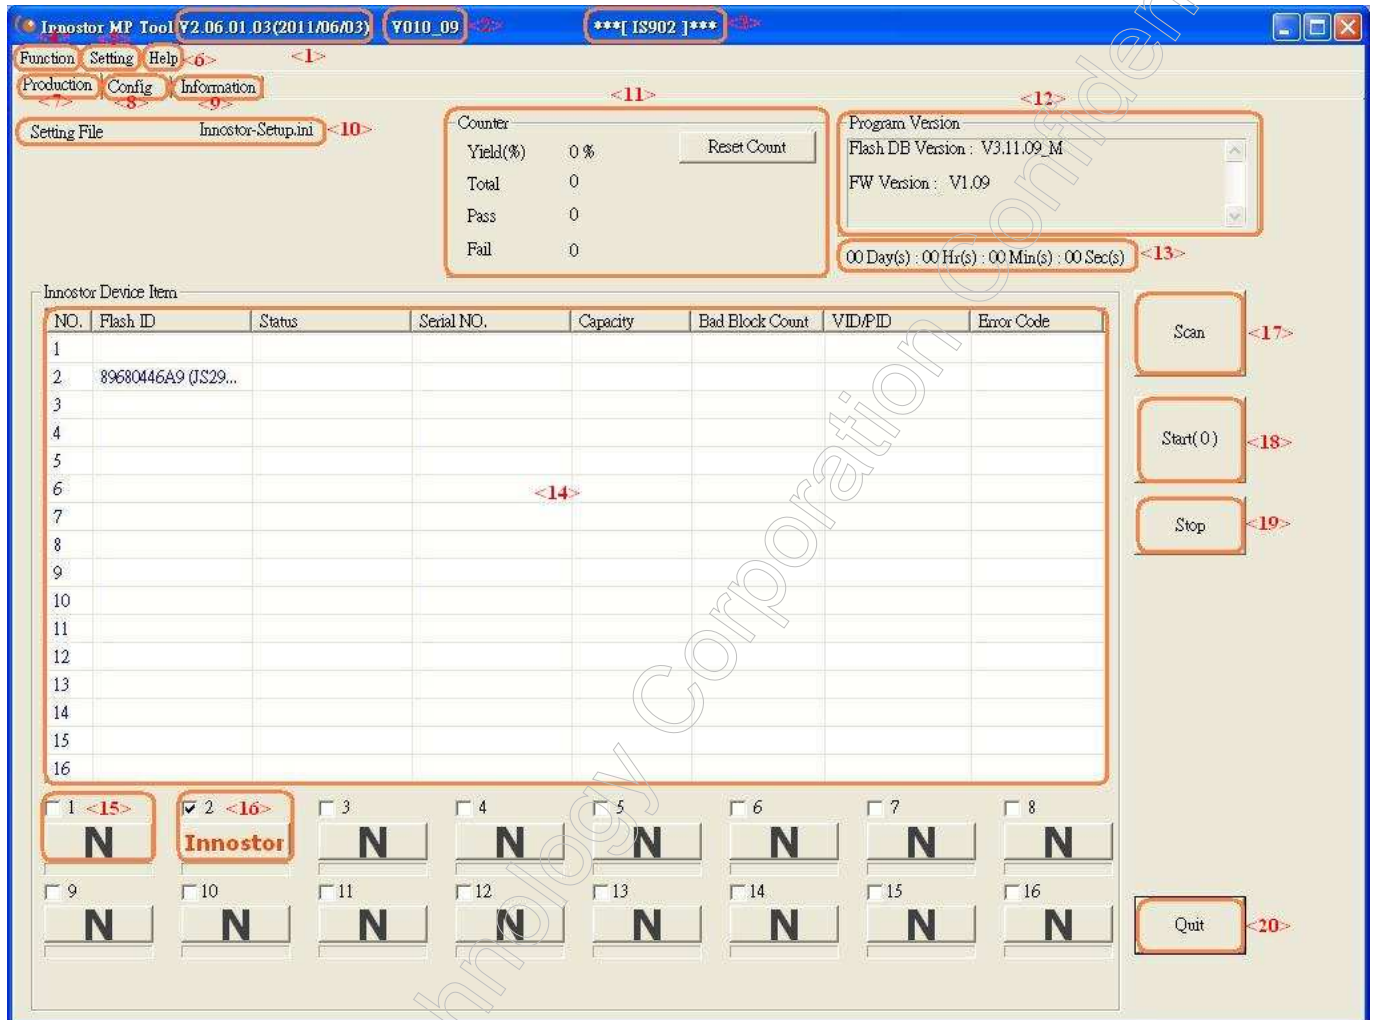 Innostor MP Tool V2.06.01.03(2011/06/03) V010_09 <2> ***[ IS902 ]*** <3>
Function Setting Help <6> <1>
Production Config Information
<7> <8> <9>
Setting File Innostor-Setup.ini <10>
<11>
Counter
Yield(%) 0 % Reset Count
Total 0
Pass 0
Fail 0
<12>
Program Version
Flash DB Version : V3.11.09_M
FW Version : V1.09
00 Day(s) : 00 Hr(s) : 00 Min(s) : 00 Sec(s) <13>
Innostor Device Item
NO. Flash ID Status Serial NO. Capacity Bad Block Count VID/PID Error Code
1
2 89680446A9 (JS29...
3
4
5
6
<14>
7
8
9
10
11
12
13
14
15
16
Scan <17>
Start( 0 ) <18>
Stop <19>
1 <15> 2 <16> 3 4 5 6 7 8
N Innostor N N N N N N
9 10 11 12 13 14 15 16
N N N N N N N N
Quit <20>
hnology Corporation Confiden